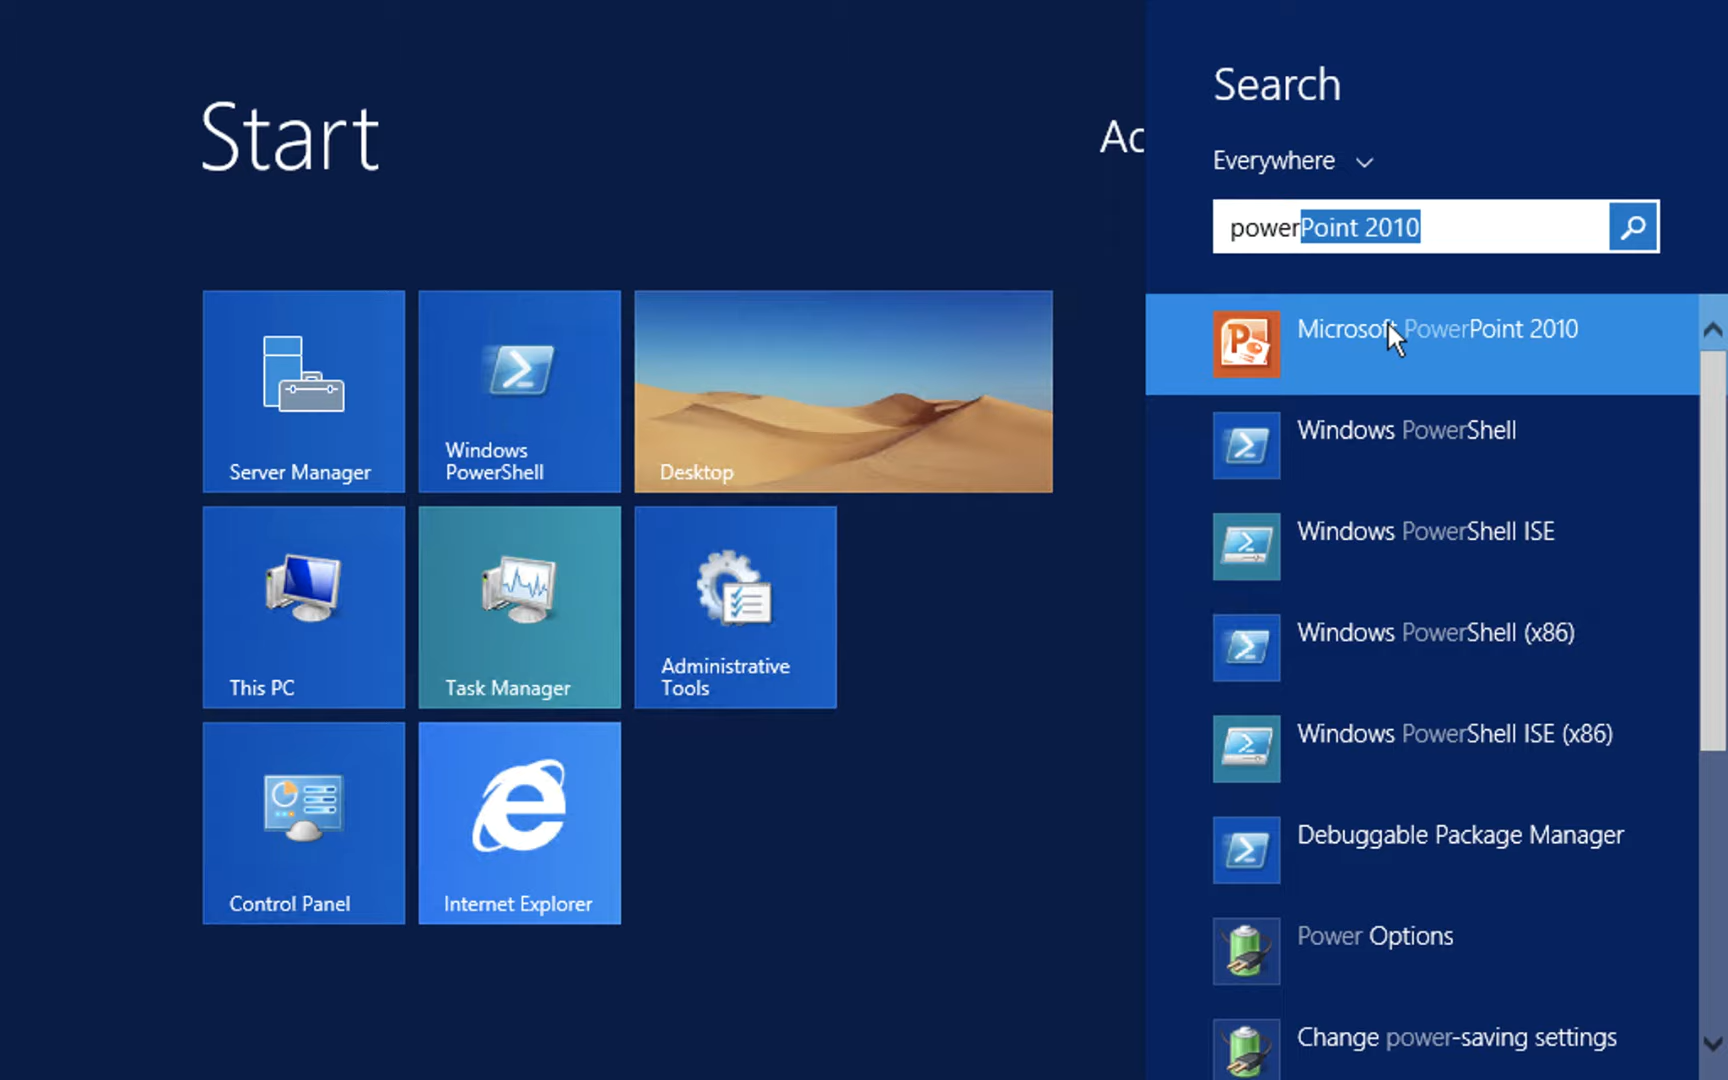 Start
Ac
Server Manager
Windows
PowerShell
Desktop
This PC
Task Manager
Administrative
Tools
Control Panel
Internet Explorer
Search
Everywhere
powerPoint 2010
Microsoft PowerPoint 2010
Windows PowerShell
Windows PowerShell ISE
Windows PowerShell (x86)
Windows PowerShell ISE (x86)
Debuggable Package Manager
Power Options
Change power-saving settings